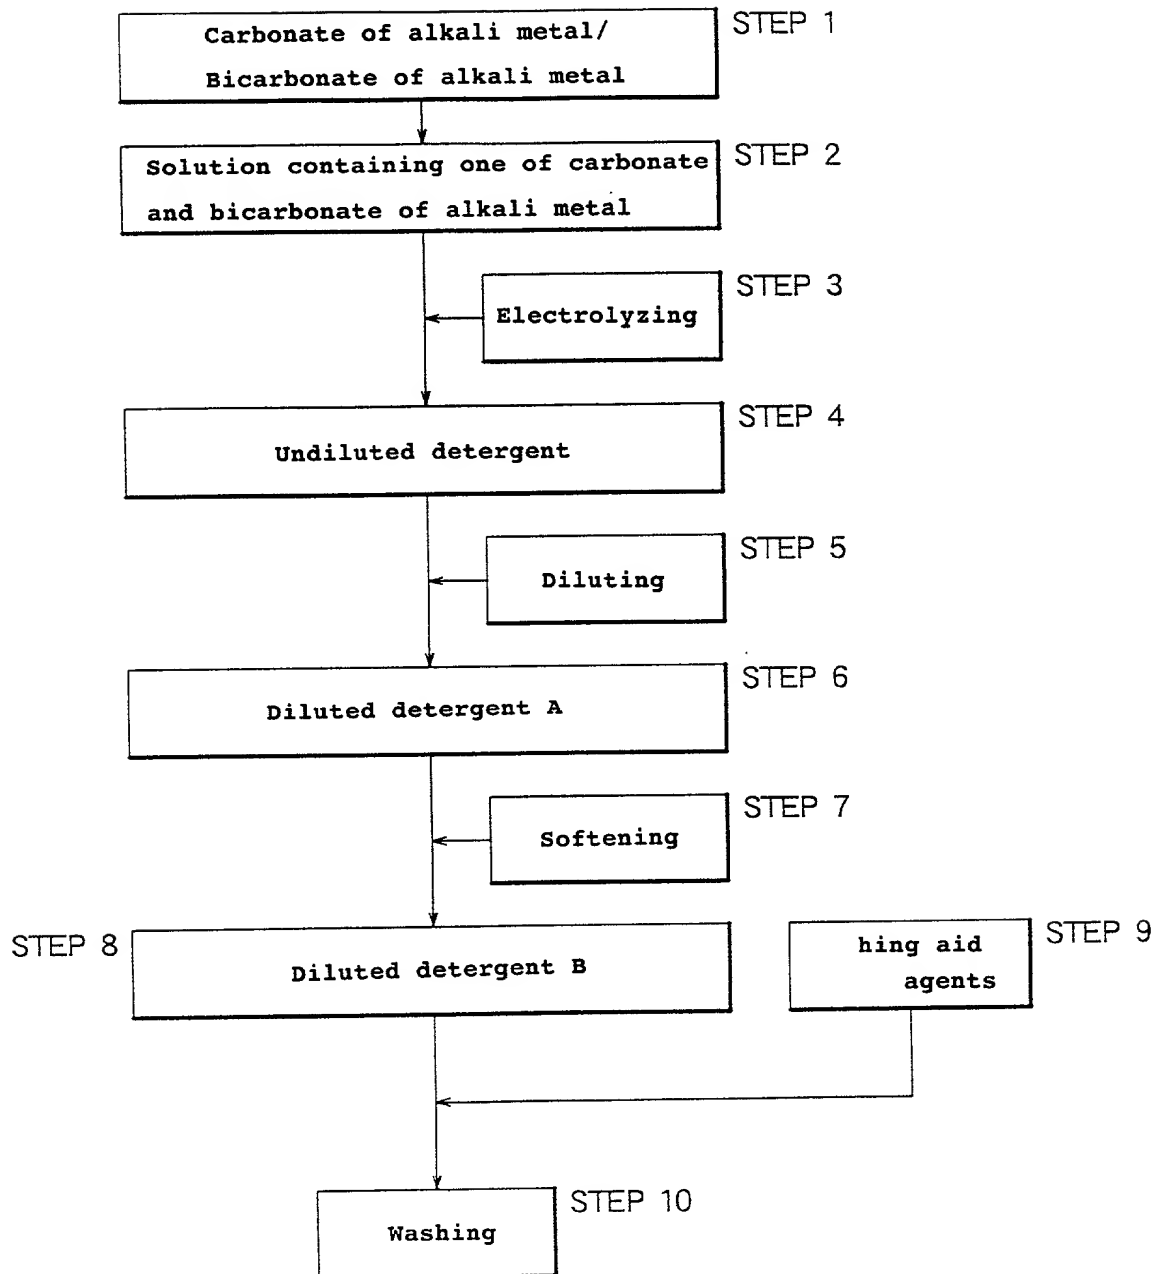 Carbonate of alkali metal/
Bicarbonate of alkali metal
STEP 1
Solution containing one of carbonate
and bicarbonate of alkali metal
STEP 2
Electrolyzing
STEP 3
Undiluted detergent
STEP 4
Diluting
STEP 5
Diluted detergent A
STEP 6
Softening
STEP 7
STEP 8
Diluted detergent B
hing aid
agents
STEP 9
Washing
STEP 10